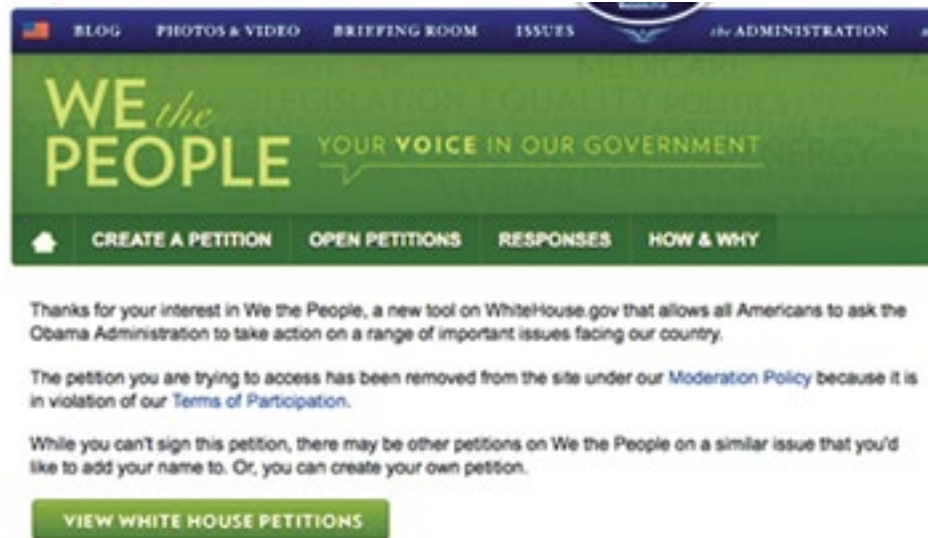 BLOG PHOTOS & VIDEO BRIEFING ROOM ISSUES the ADMINISTRATION
WE the
PEOPLE
YOUR VOICE IN OUR GOVERNMENT
MEDICARE
LEGISLATION EQUALITY POLITICS
ENERGY
VETERANS
CREATE A PETITION OPEN PETITIONS RESPONSES HOW & WHY
Thanks for your interest in We the People, a new tool on WhiteHouse.gov that allows all Americans to ask the
Obama Administration to take action on a range of important issues facing our country.
The petition you are trying to access has been removed from the site under our Moderation Policy because it is
in violation of our Terms of Participation.
While you can't sign this petition, there may be other petitions on We the People on a similar issue that you'd
like to add your name to. Or, you can create your own petition.
VIEW WHITE HOUSE PETITIONS